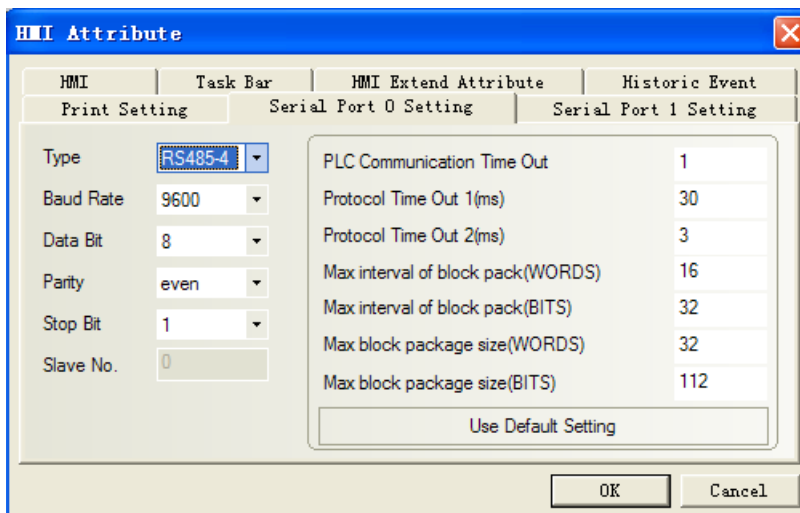 HMI Attribute
HMI Task Bar HMI Extend Attribute Historic Event
Print Setting Serial Port 0 Setting Serial Port 1 Setting
Type RS485-4
Baud Rate 9600
Data Bit 8
Parity even
Stop Bit 1
Slave No. 0
PLC Communication Time Out 1
Protocol Time Out 1(ms) 30
Protocol Time Out 2(ms) 3
Max interval of block pack(WORDS) 16
Max interval of block pack(BITS) 32
Max block package size(WORDS) 32
Max block package size(BITS) 112
Use Default Setting
OK Cancel